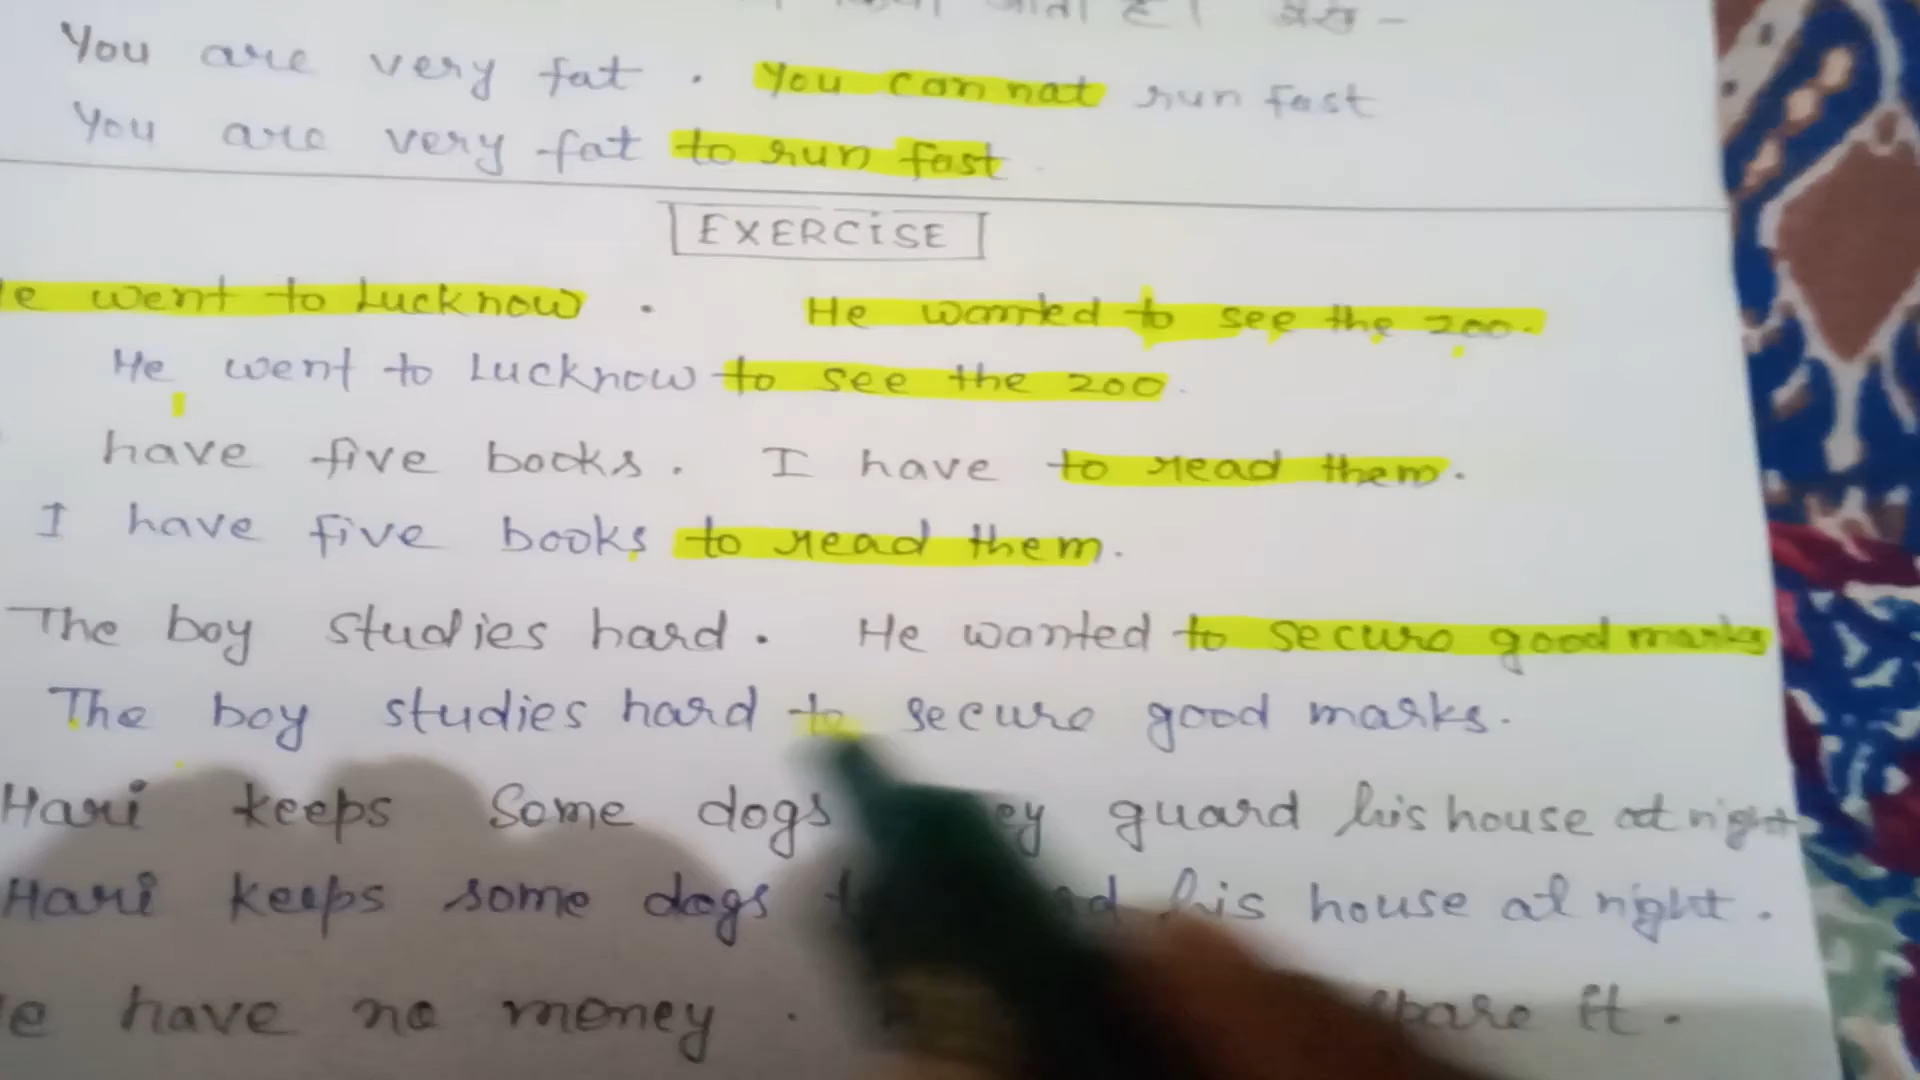 जाता है। जैसे -
You are very fat . You can not run fast
You are very fat to run fast.
EXERCISE
e went to Lucknow . He wanted to see the zoo.
He went to Lucknow to see the zoo.
have five books. I have to read them.
I have five books to read them.
The boy studies hard. He wanted to secure good marks
The boy studies hard to secure good marks.
Hari keeps Some dogs guard his house at night
Hari keeps some dogs his house at night.
e have no money . spare it.